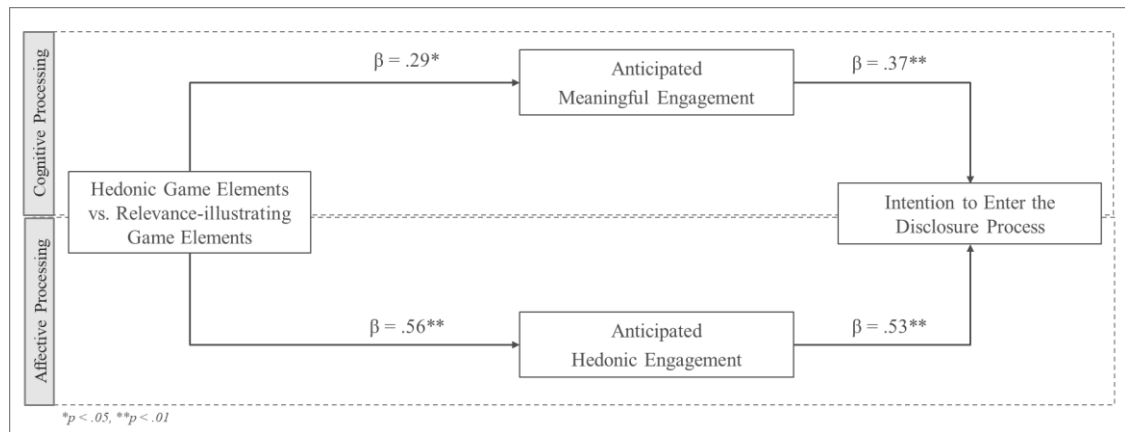 Cognitive Processing
β = .29*
Anticipated
Meaningful Engagement
β = .37**
Hedonic Game Elements
vs. Relevance-illustrating
Game Elements
Intention to Enter the
Disclosure Process
Affective Processing
β = .56**
Anticipated
Hedonic Engagement
β = .53**
*p < .05, **p < .01